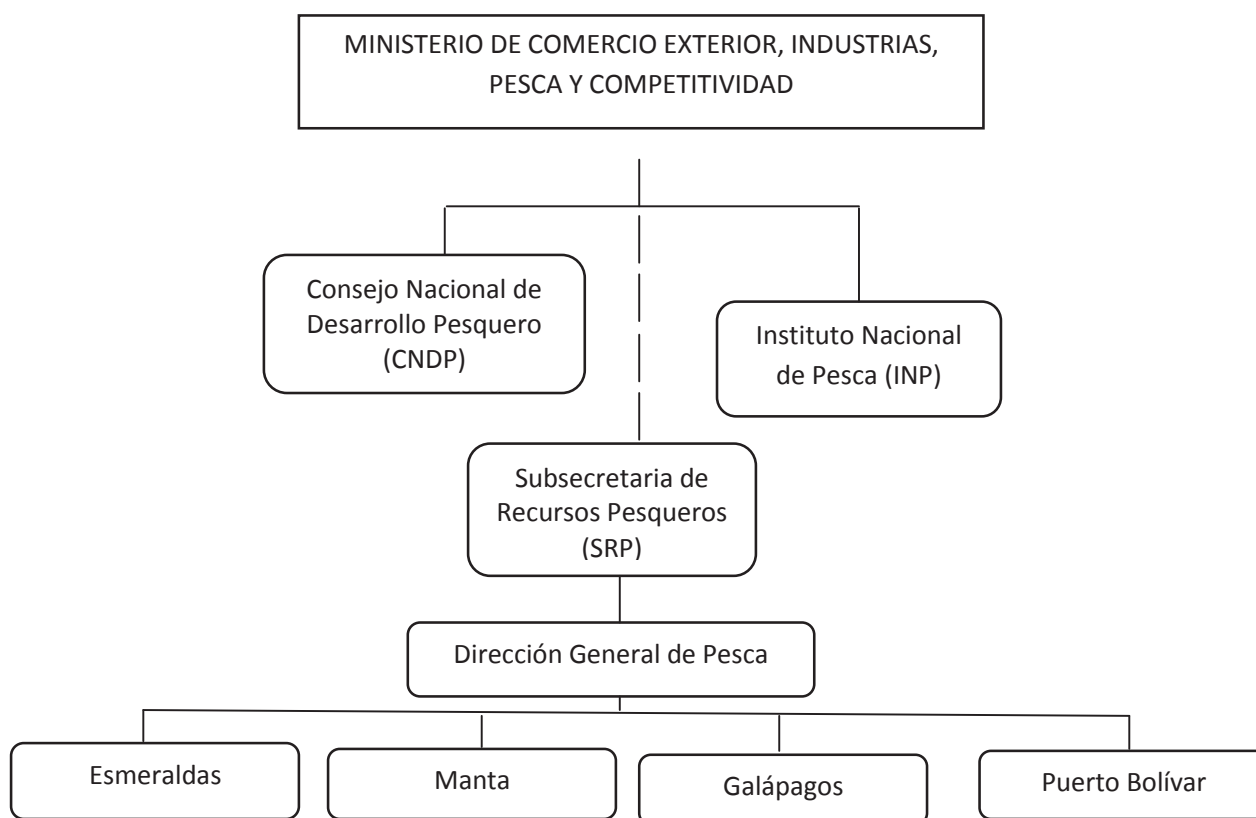 MINISTERIO DE COMERCIO EXTERIOR, INDUSTRIAS,
PESCA Y COMPETITIVIDAD
Consejo Nacional de
Desarrollo Pesquero
(CNDP)
Instituto Nacional
de Pesca (INP)
Subsecretaria de
Recursos Pesqueros
(SRP)
Dirección General de Pesca
Esmeraldas
Manta
Galápagos
Puerto Bolívar